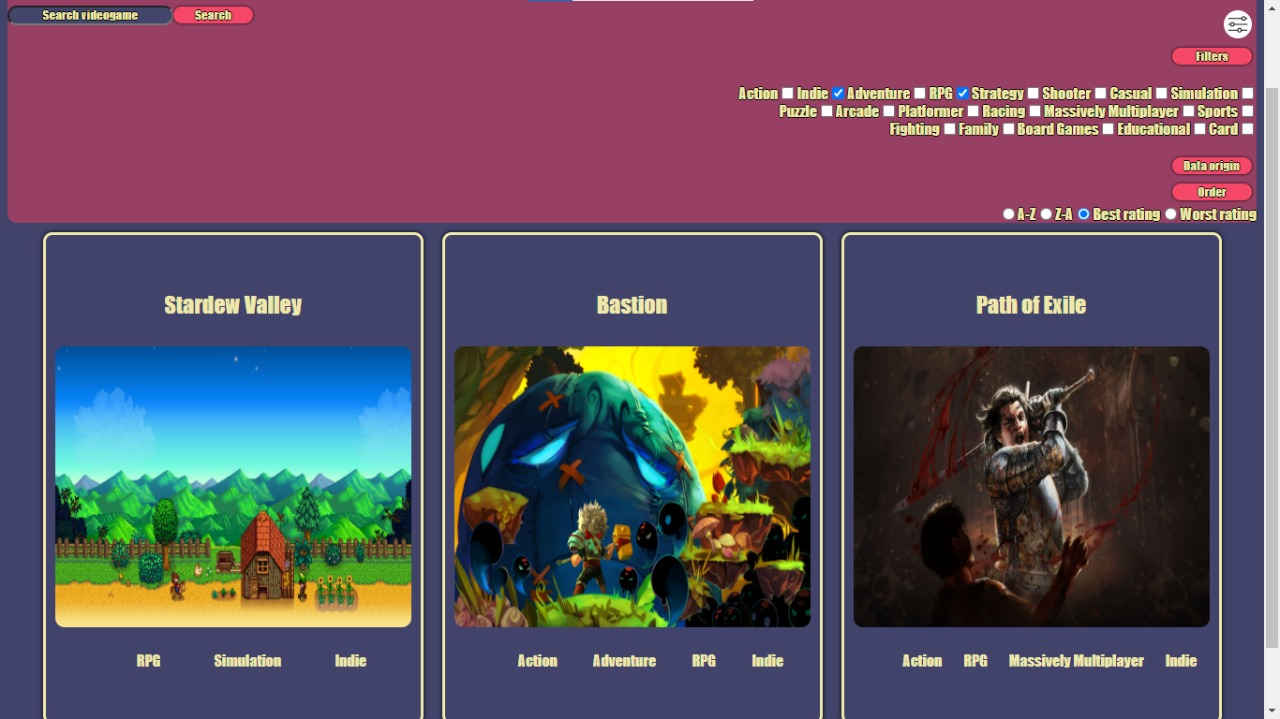 Search videogame Search
Filters
Action Indie Adventure RPG Strategy Shooter Casual Simulation
Puzzle Arcade Platformer Racing Massively Multiplayer Sports
Fighting Family Board Games Educational Card
Data origin
Order
A-Z Z-A Best rating Worst rating
Stardew Valley
RPG Simulation Indie
Bastion
Action Adventure RPG Indie
Path of Exile
Action RPG Massively Multiplayer Indie